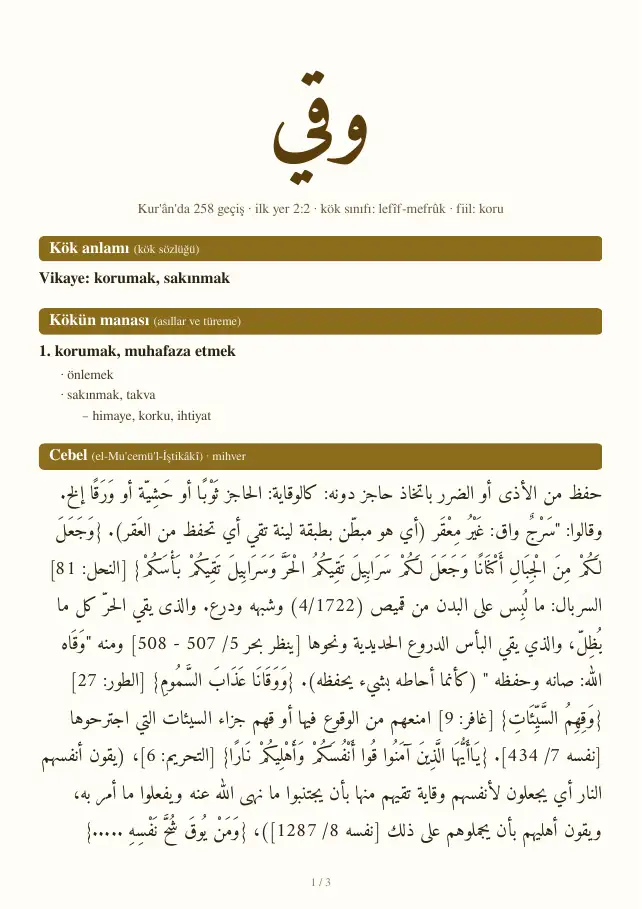 وقي
Kur'ân'da 258 geçiş · ilk yer 2:2 · kök sınıfı: lefîf-mefrûk · fiil: koru
Kök anlamı (kök sözlüğü)
Vikaye: korumak, sakınmak
Kökün manası (asıllar ve türeme)
1. korumak, muhafaza etmek
· önlemek
· sakınmak, takva
– himaye, korku, ihtiyat
Cebel (el-Mu'cemü'l-İştikâkî) · mihver
حفظ من الأذى أو الضرر باتخاذ حاجز دونه: كالوقاية: الحاجز ثَوْبًا أو حَشِيّة أو وَرَقًا إلخ.
وقالوا: "سَرْجٌ واق: غَيْرُ مِعْقَر (أي هو مبطّن بطبقة لينة تقي أي تحفظ من العَقر). {وَجَعَلَ
لَكُمْ مِنَ الْجِبَالِ أَكْنَانًا وَجَعَلَ لَكُمْ سَرَابِيلَ تَقِيكُمُ الْحَرَّ وَسَرَابِيلَ تَقِيكُمْ بَأْسَكُمْ} [النحل: 81]
السربال: ما لُبِس على البدن من قميص (4/1722) وشبهه ودرع. والذى يقي الحرّ كل ما
يُظِلّ، والذي يقي البأس الدروع الحديدية ونحوها [ينظر بحر 5/ 507 - 508] ومنه "وَقَاه
الله: صانه وحفظه " (كأنما أحاطه بشيء يحفظه). {وَوَقَانَا عَذَابَ السَّمُومِ} [الطور: 27]
{وَقِهِمُ السَّيِّئَاتِ} [غافر: 9] امنعهم من الوقوع فيها أو قهم جزاء السيئات التي اجترحوها
[نفسه 7/ 434]. {يَاأَيُّهَا الَّذِينَ آمَنُوا قُوا أَنْفُسَكُمْ وَأَهْلِيكُمْ نَارًا} [التحريم: 6]، (يقون أنفسهم
النار أي يجعلون لأنفسهم وقاية تقيهم منها بأن يجتنبوا ما نهى الله عنه ويفعلوا ما أمر به،
ويقون أهليهم بأن يحملوهم على ذلك [نفسه 8/ 1287])، {وَمَنْ يُوقَ شُحَّ نَفْسِهِ .....}
1 / 3